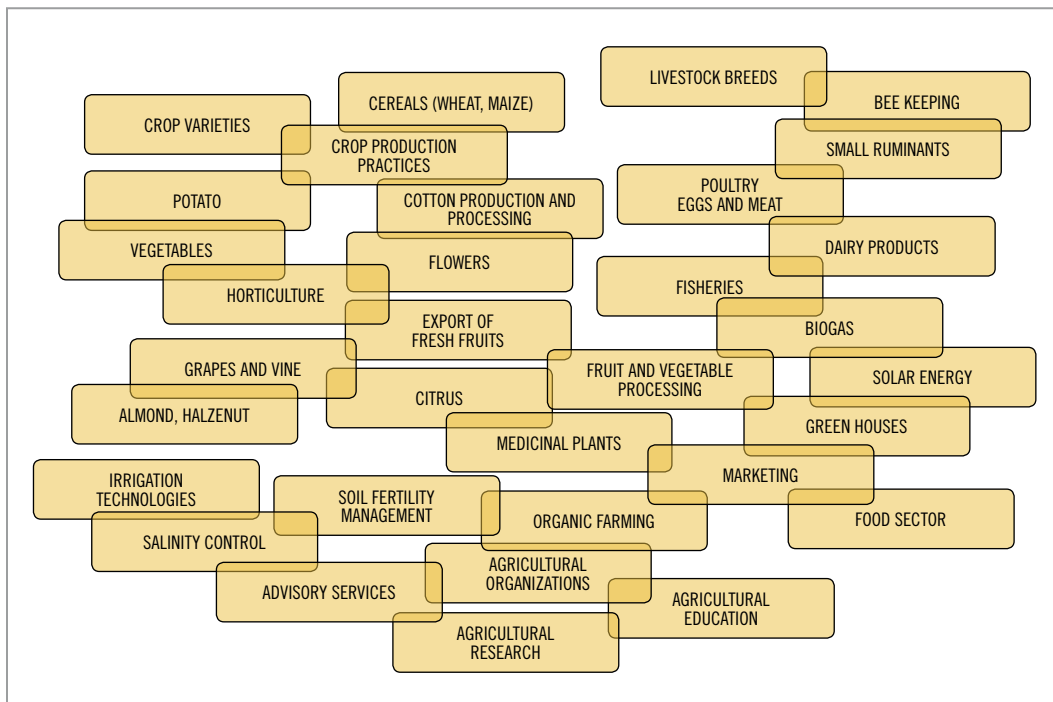 LIVESTOCK BREEDS
CEREALS (WHEAT, MAIZE)
BEE KEEPING
CROP VARIETIES
CROP PRODUCTION
PRACTICES
SMALL RUMINANTS
POTATO
COTTON PRODUCTION AND
PROCESSING
POULTRY
EGGS AND MEAT
VEGETABLES
FLOWERS
DAIRY PRODUCTS
HORTICULTURE
FISHERIES
EXPORT OF
FRESH FRUITS
BIOGAS
GRAPES AND VINE
FRUIT AND VEGETABLE
PROCESSING
SOLAR ENERGY
ALMOND, HALZENUT
CITRUS
GREEN HOUSES
MEDICINAL PLANTS
MARKETING
IRRIGATION
TECHNOLOGIES
SOIL FERTILITY
MANAGEMENT
ORGANIC FARMING
FOOD SECTOR
SALINITY CONTROL
AGRICULTURAL
ORGANIZATIONS
ADVISORY SERVICES
AGRICULTURAL
EDUCATION
AGRICULTURAL
RESEARCH